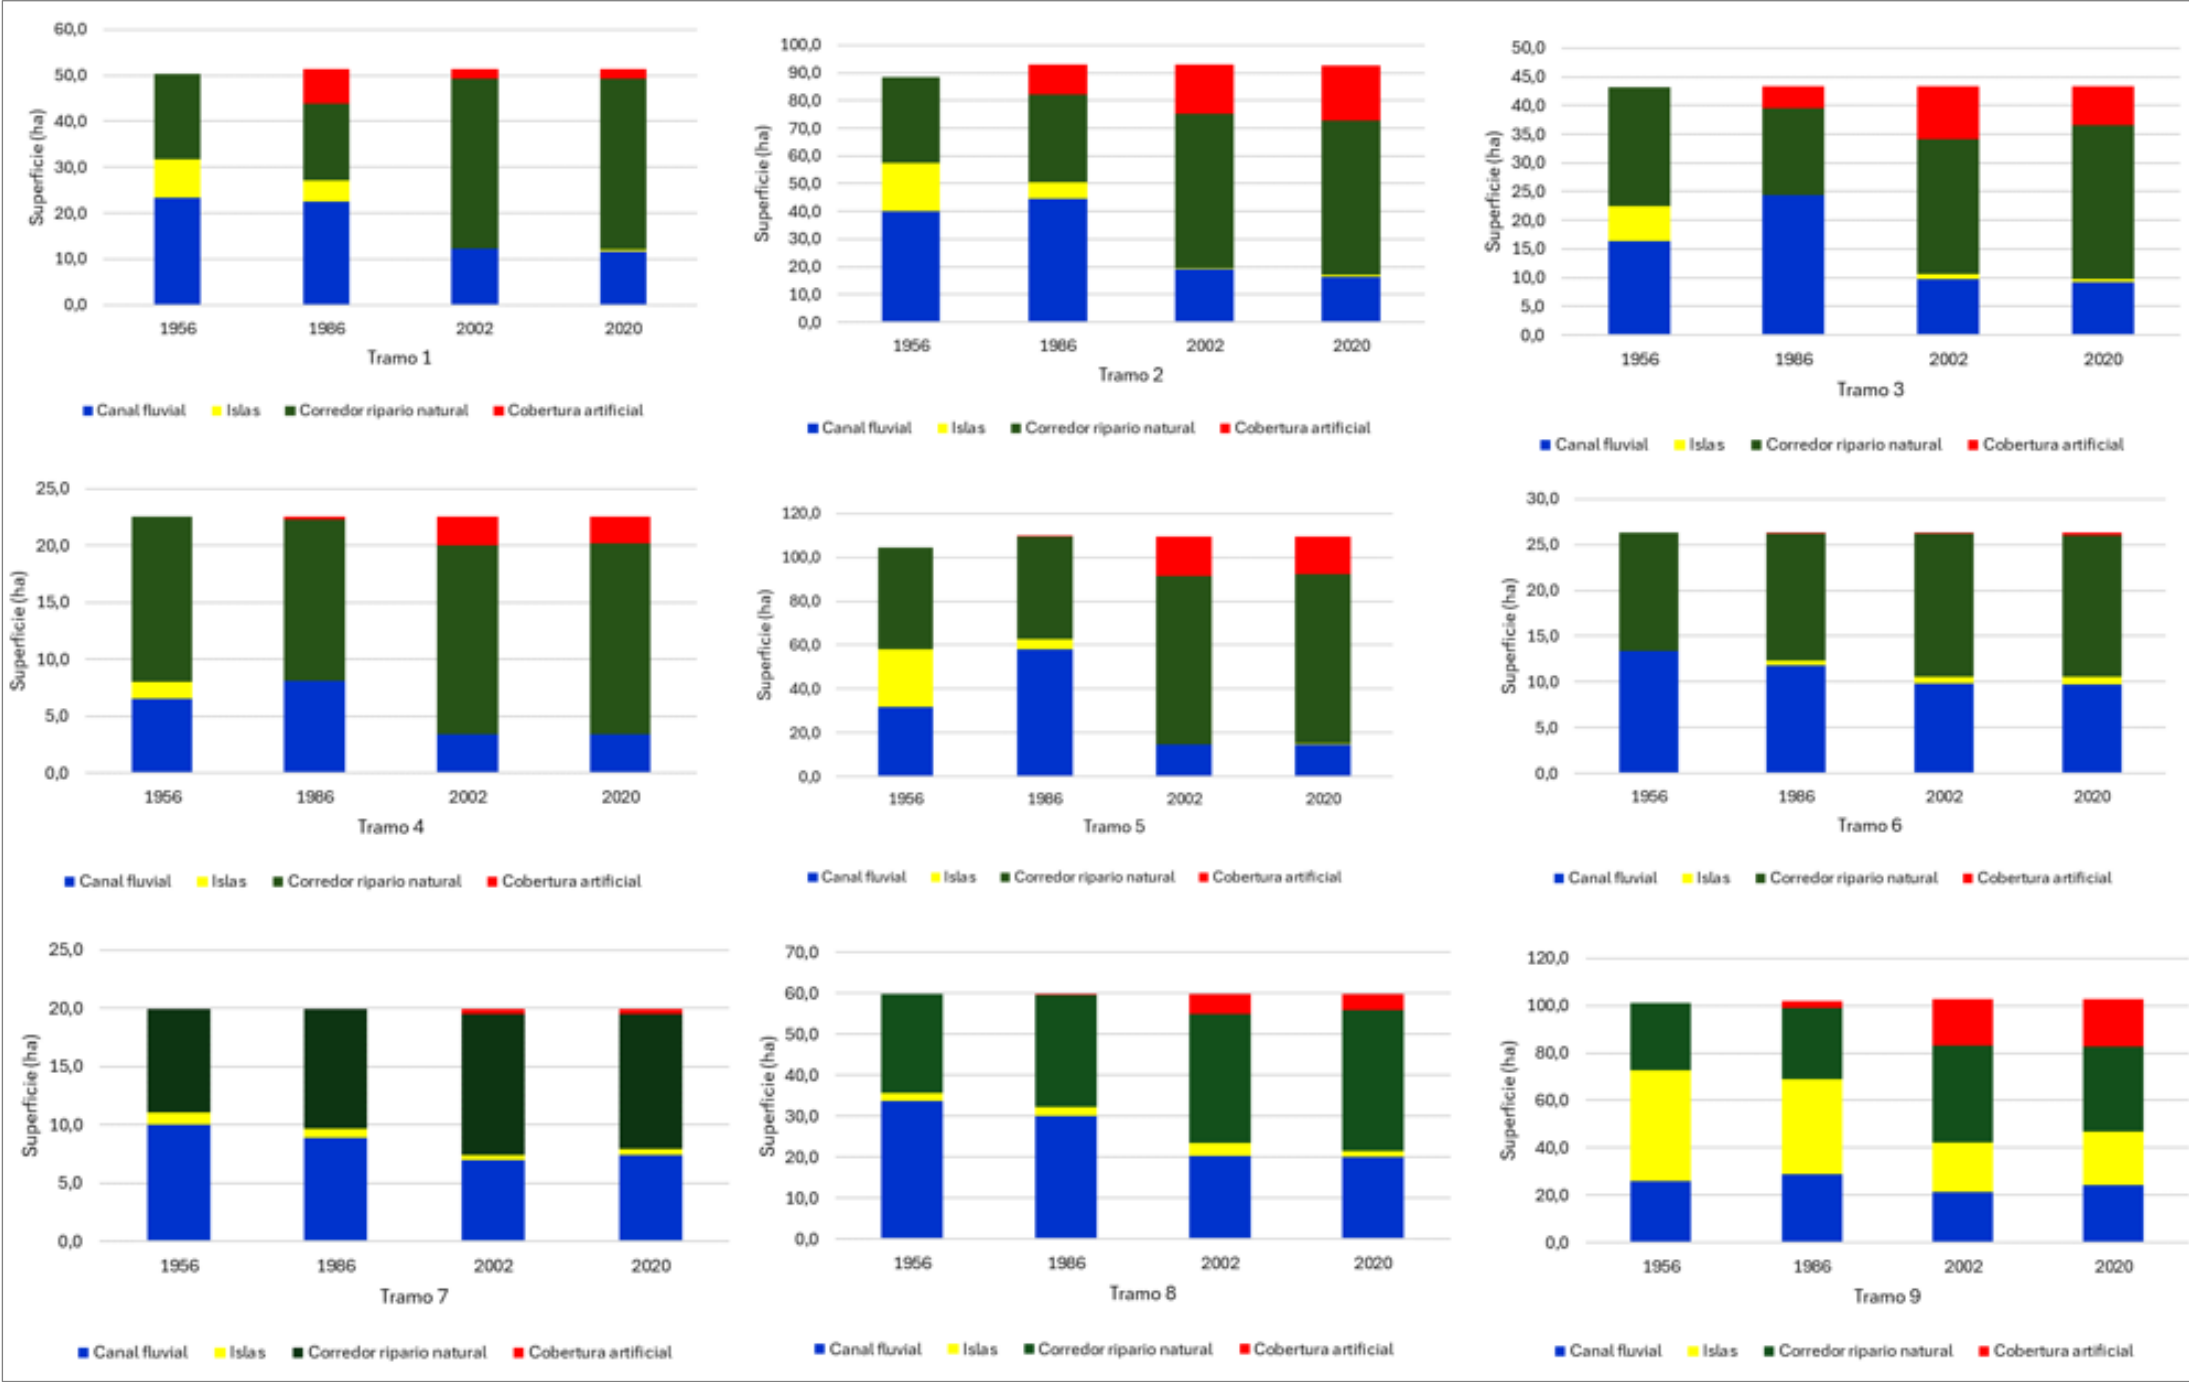 60,0
50,0
40,0
30,0
20,0
10,0
0,0
Superficie (ha)
1956 1986 2002 2020
Tramo 1
Canal fluvial Islas Corredor ripario natural Cobertura artificial
100,0
90,0
80,0
70,0
60,0
50,0
40,0
30,0
20,0
10,0
0,0
Superficie (ha)
1956 1986 2002 2020
Tramo 2
Canal fluvial Islas Corredor ripario natural Cobertura artificial
50,0
45,0
40,0
35,0
30,0
25,0
20,0
15,0
10,0
5,0
0,0
Superficie (ha)
1956 1986 2002 2020
Tramo 3
Canal fluvial Islas Corredor ripario natural Cobertura artificial
25,0
20,0
15,0
10,0
5,0
0,0
Superficie (ha)
1956 1986 2002 2020
Tramo 4
Canal fluvial Islas Corredor ripario natural Cobertura artificial
120,0
100,0
80,0
60,0
40,0
20,0
0,0
Superficie (ha)
1956 1986 2002 2020
Tramo 5
Canal fluvial Islas Corredor ripario natural Cobertura artificial
30,0
25,0
20,0
15,0
10,0
5,0
0,0
Superficie (ha)
1956 1986 2002 2020
Tramo 6
Canal fluvial Islas Corredor ripario natural Cobertura artificial
25,0
20,0
15,0
10,0
5,0
0,0
Superficie (ha)
1956 1986 2002 2020
Tramo 7
Canal fluvial Islas Corredor ripario natural Cobertura artificial
70,0
60,0
50,0
40,0
30,0
20,0
10,0
0,0
Superficie (ha)
1956 1986 2002 2020
Tramo 8
Canal fluvial Islas Corredor ripario natural Cobertura artificial
120,0
100,0
80,0
60,0
40,0
20,0
0,0
Superficie (ha)
1956 1986 2002 2020
Tramo 9
Canal fluvial Islas Corredor ripario natural Cobertura artificial